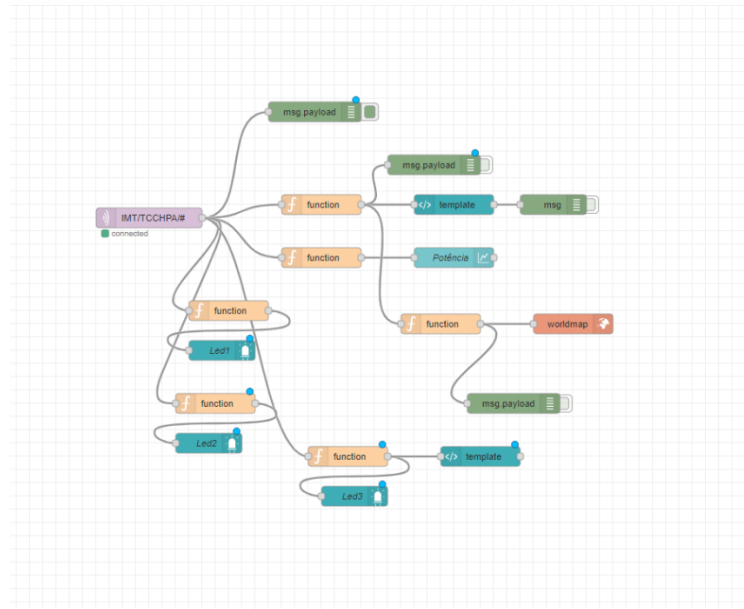 msg.payload
msg.payload
IMT/TCCHPA/#
connected
function
template
msg
function
Potência
function
Led1
function
worldmap
function
Led2
msg.payload
function
template
Led3